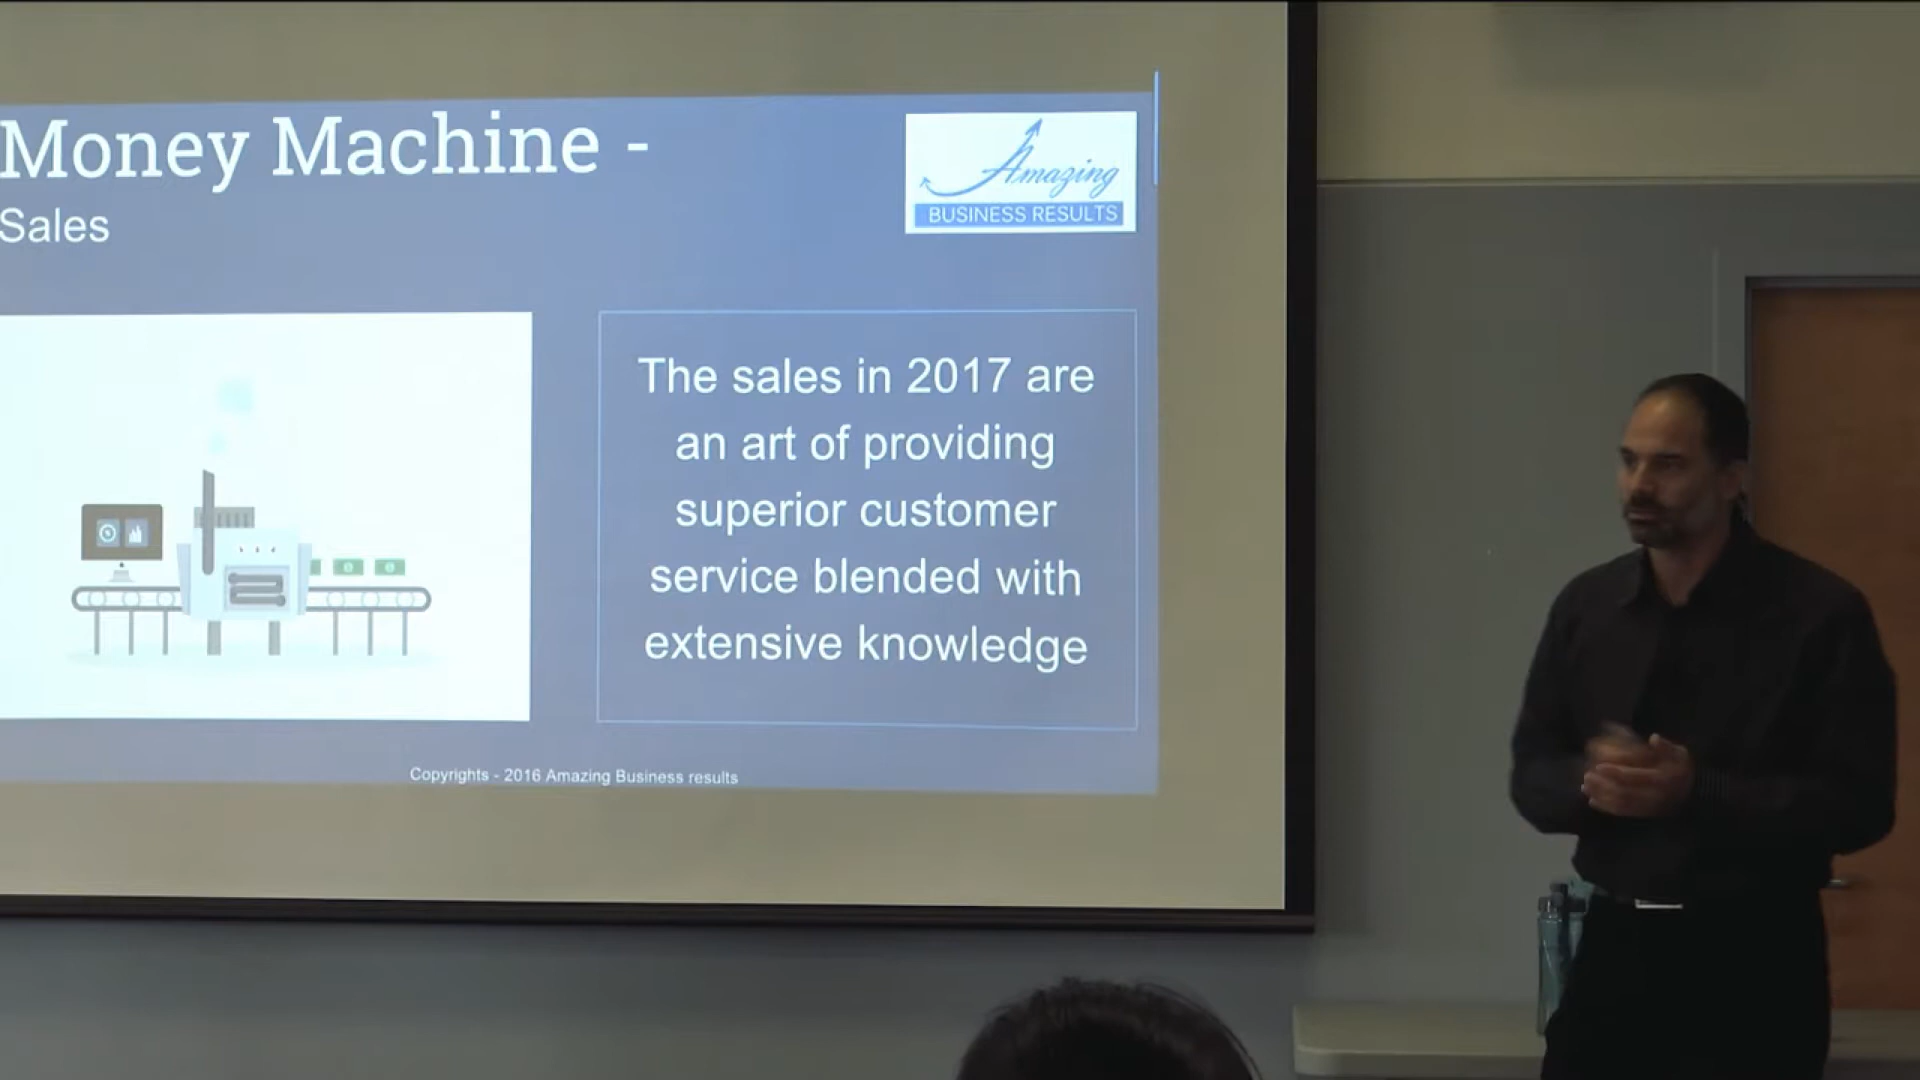 Money Machine -
Sales
Amazing
BUSINESS RESULTS
The sales in 2017 are
an art of providing
superior customer
service blended with
extensive knowledge
Copyrights - 2016 Amazing Business results